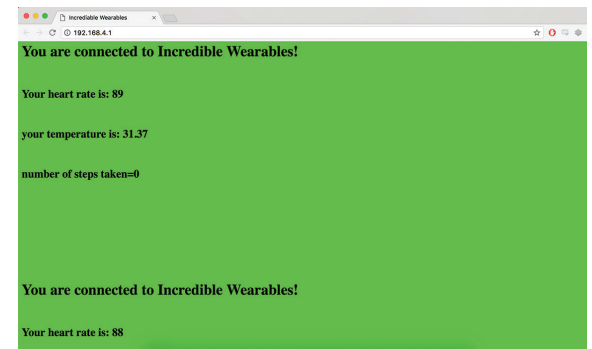 Incrediable Wearables
192.168.4.1
You are connected to Incredible Wearables!
Your heart rate is: 89
your temperature is: 31.37
number of steps taken=0
You are connected to Incredible Wearables!
Your heart rate is: 88